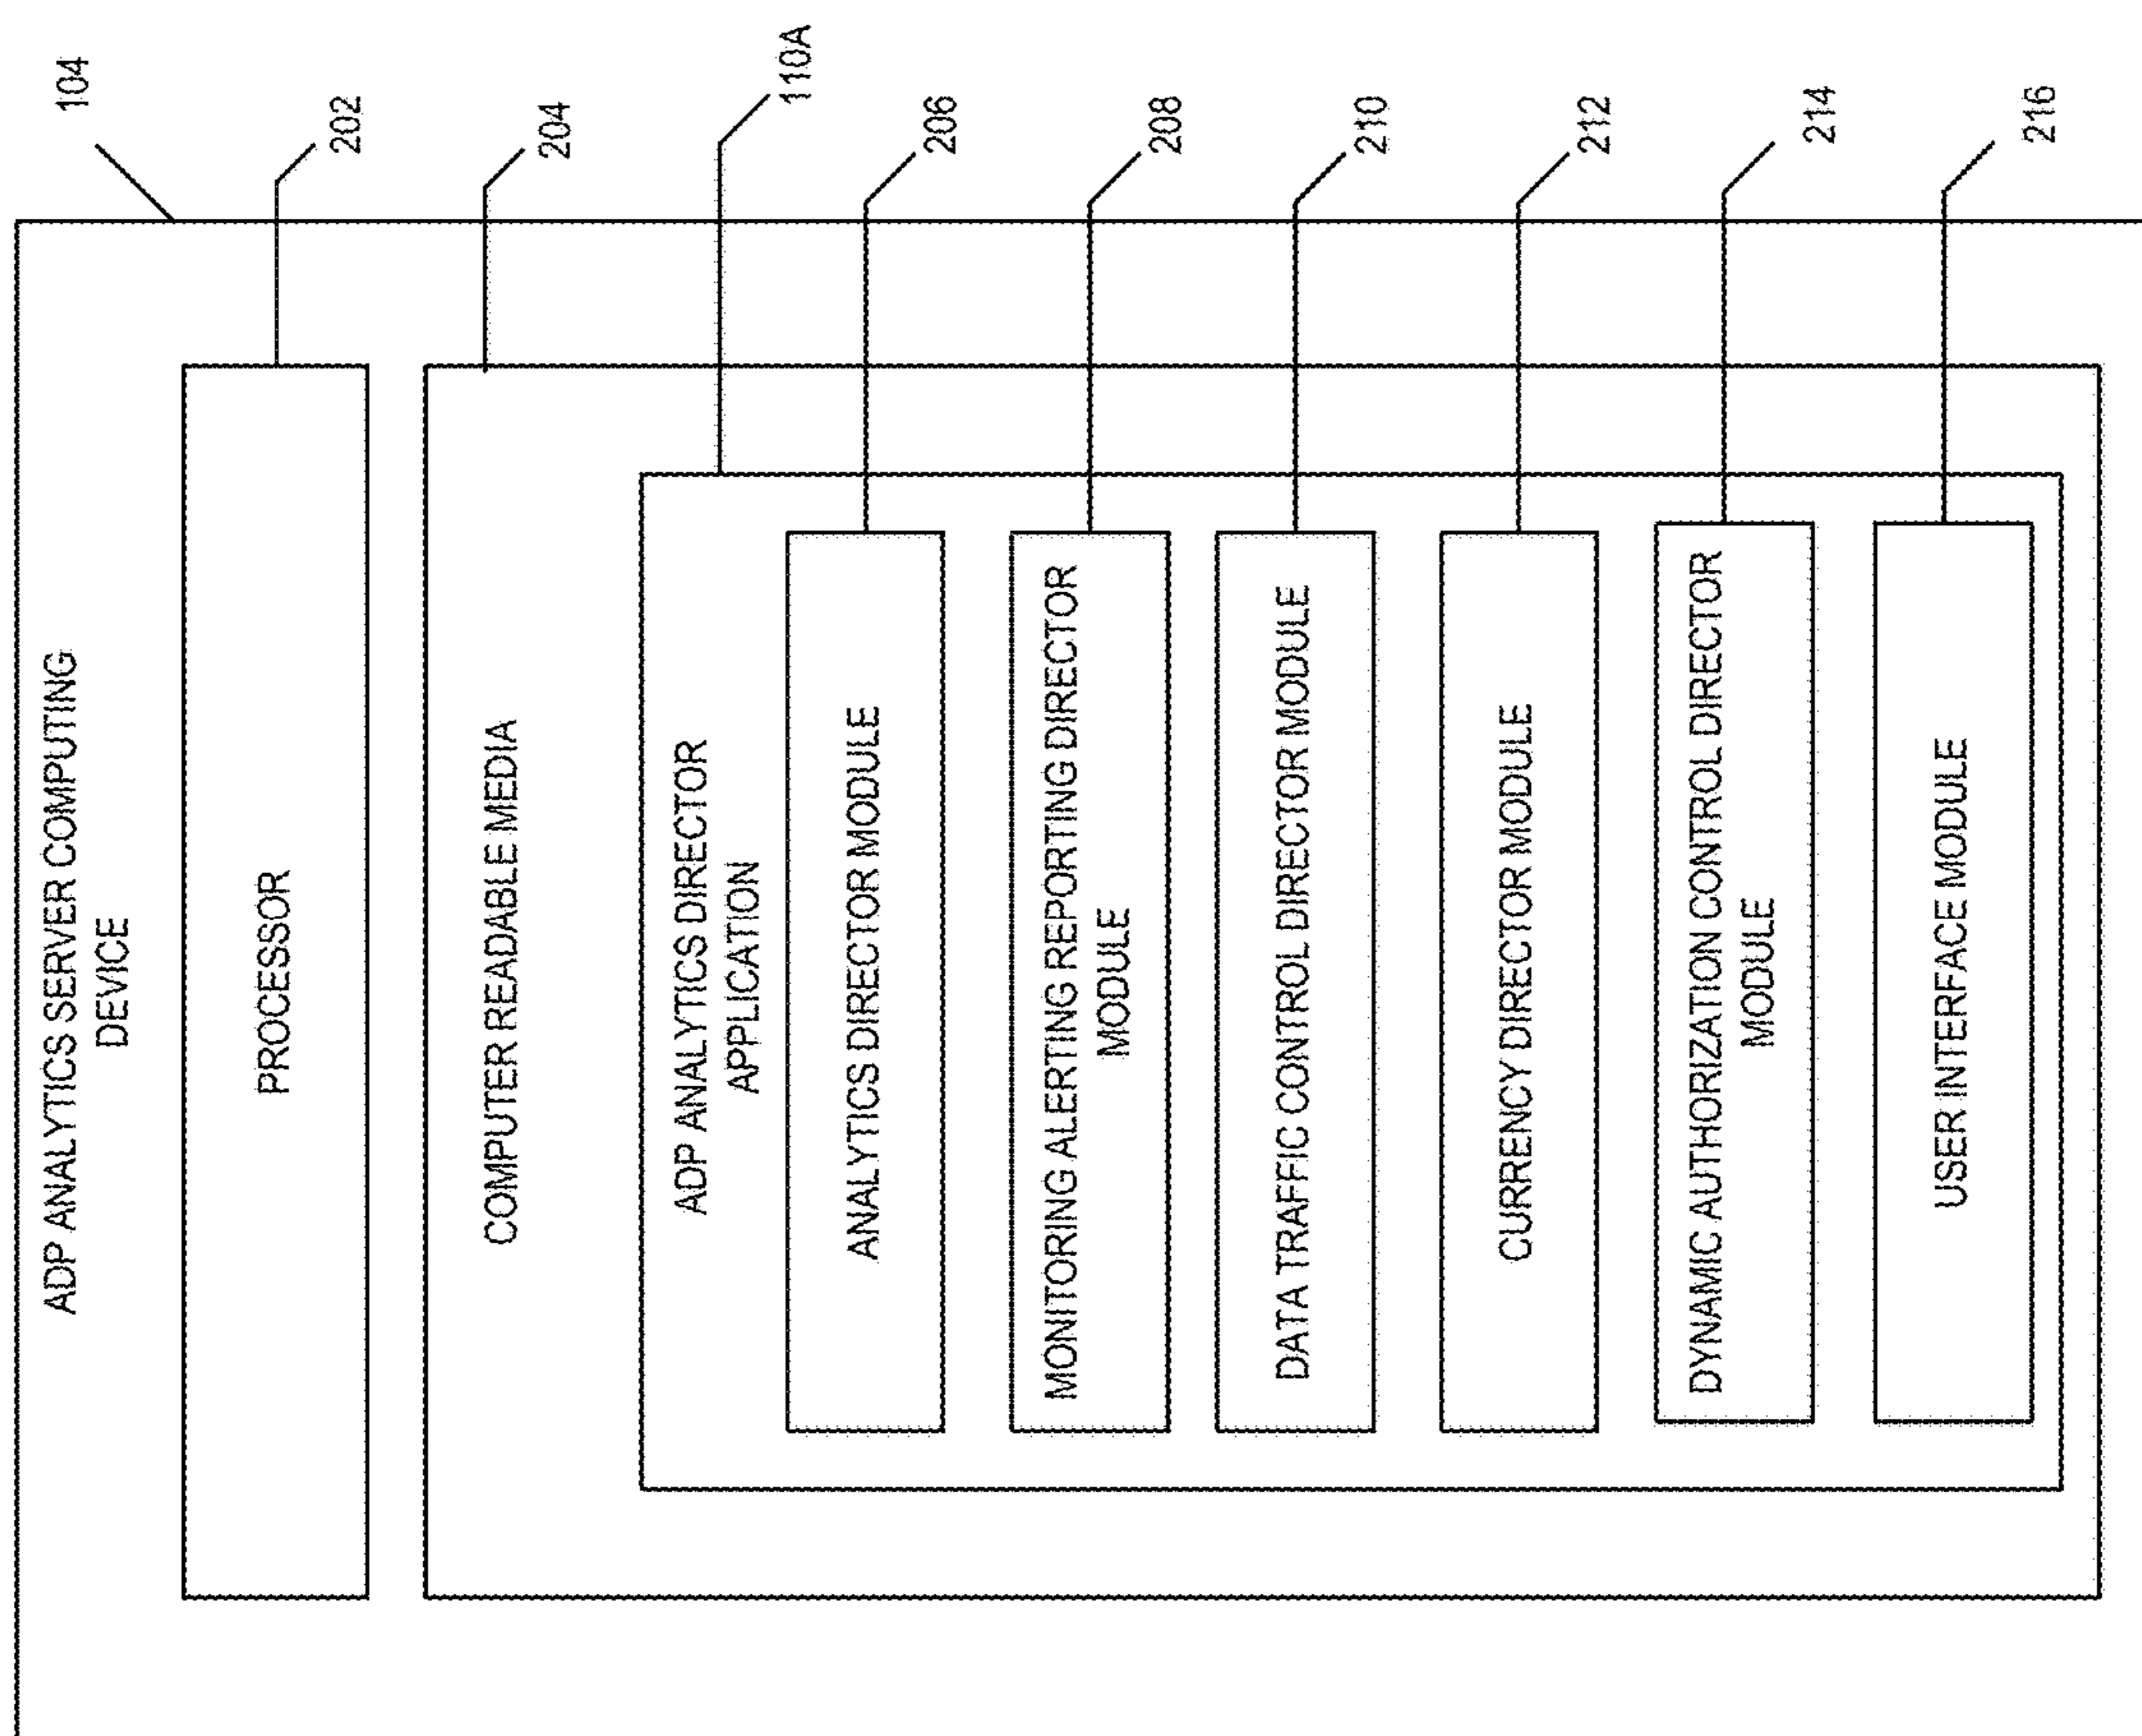 104
ADP ANALYTICS SERVER COMPUTING
DEVICE
PROCESSOR
202
COMPUTER READABLE MEDIA
204
ADP ANALYTICS DIRECTOR
APPLICATION
110A
ANALYTICS DIRECTOR MODULE
206
MONITORING ALERTING REPORTING DIRECTOR
MODULE
208
DATA TRAFFIC CONTROL DIRECTOR MODULE
210
CURRENCY DIRECTOR MODULE
212
DYNAMIC AUTHORIZATION CONTROL DIRECTOR
MODULE
214
USER INTERFACE MODULE
216